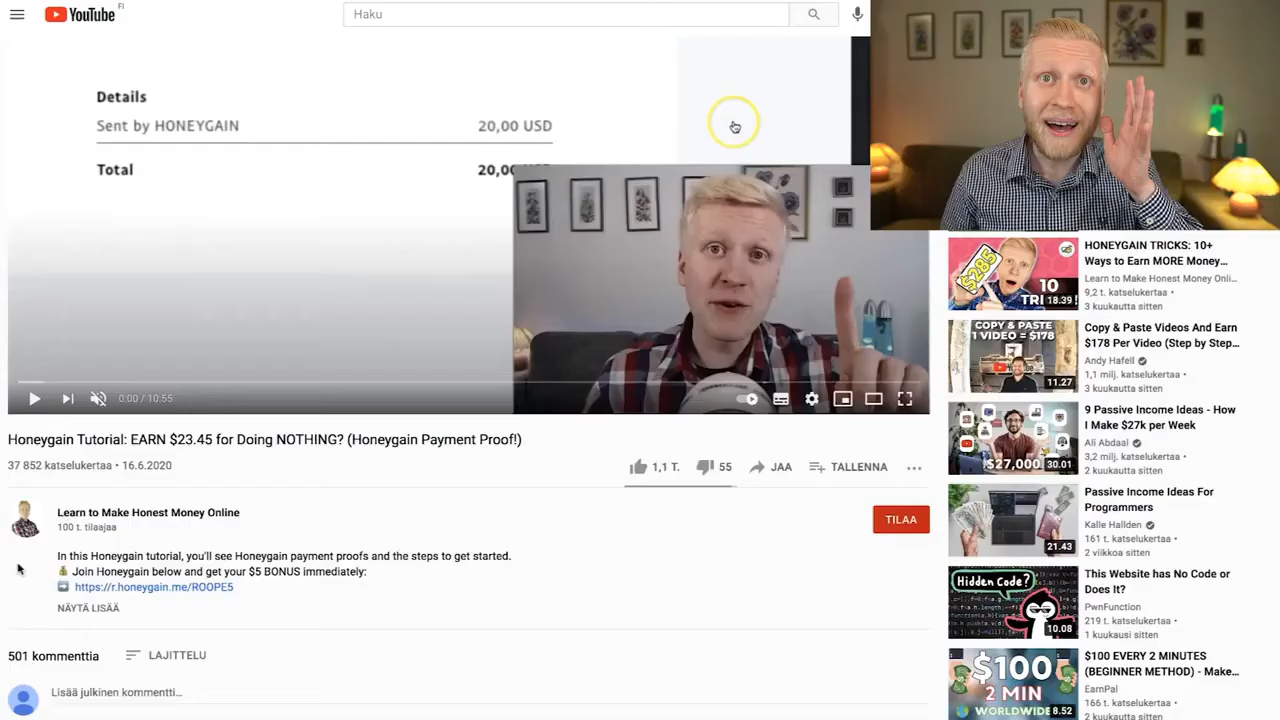 YouTube FI
Haku
Details
Sent by HONEYGAIN 20,00 USD
Total 20,00
0:00 / 10:55
Honeygain Tutorial: EARN $23.45 for Doing NOTHING? (Honeygain Payment Proof!)
37 852 katselukertaa • 16.6.2020
1,1 T. 55 JAA TALLENNA
Learn to Make Honest Money Online
100 t. tilaajaa
TILAA
In this Honeygain tutorial, you'll see Honeygain payment proofs and the steps to get started.
Join Honeygain below and get your $5 BONUS immediately:
https://r.honeygain.me/ROOPE5
NÄYTÄ LISÄÄ
501 kommenttia LAJITTELU
Lisää julkinen kommentti...
$285
10
TRI !
18.39
HONEYGAIN TRICKS: 10+
Ways to Earn MORE Money...
Learn to Make Honest Money Onli...
9,2 t. katselukertaa •
3 kuukautta sitten
COPY & PASTE
1 VIDEO = $178
11.27
Copy & Paste Videos And Earn
$178 Per Video (Step by Step...
Andy Hafell
1,1 milj. katselukertaa •
3 kuukautta sitten
$27,000
30.01
9 Passive Income Ideas - How
I Make $27k per Week
Ali Abdaal
3,2 milj. katselukertaa •
2 kuukautta sitten
21.43
Passive Income Ideas For
Programmers
Kalle Hallden
161 t. katselukertaa •
2 viikkoa sitten
Hidden Code?
10.08
This Website has No Code or
Does It?
PwnFunction
219 t. katselukertaa •
1 kuukausi sitten
$100
2 MIN
WORLDWIDE
8.52
$100 EVERY 2 MINUTES
(BEGINNER METHOD) - Make...
EarnPal
166 t. katselukertaa •
2 kuukautta sitten